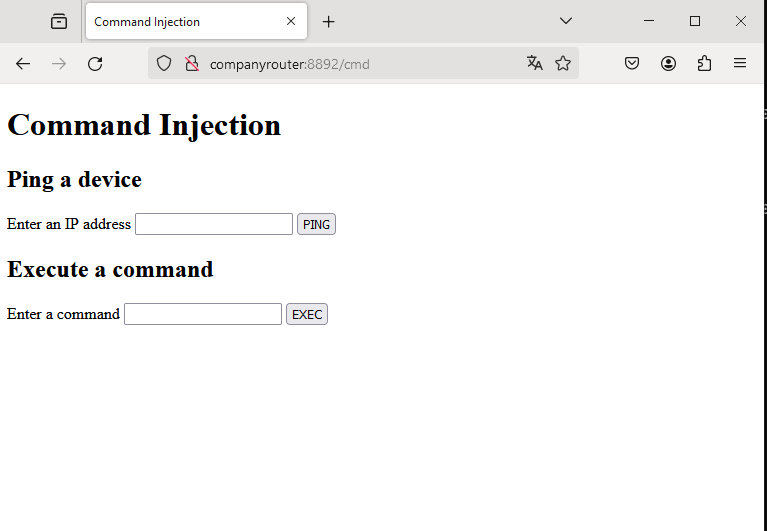 Command Injection
companyrouter:8892/cmd
Command Injection
Ping a device
Enter an IP address PING
Execute a command
Enter a command EXEC